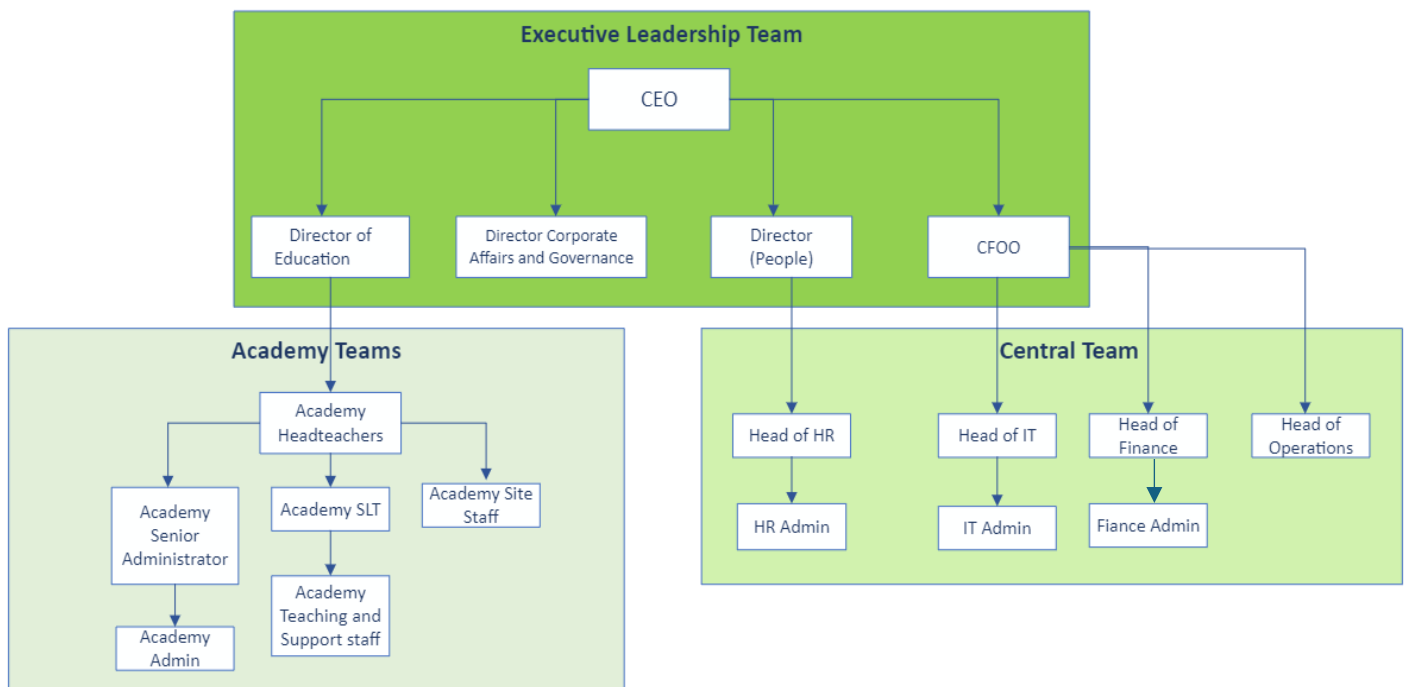 Executive Leadership Team
CEO
Director of
Education
Director Corporate
Affairs and Governance
Director
(People)
CFOO
Academy Teams
Academy
Headteachers
Academy
Senior
Administrator
Academy SLT
Academy Site
Staff
Academy
Teaching and
Support staff
Academy
Admin
Central Team
Head of HR
Head of IT
Head of
Finance
Head of
Operations
HR Admin
IT Admin
Fiance Admin